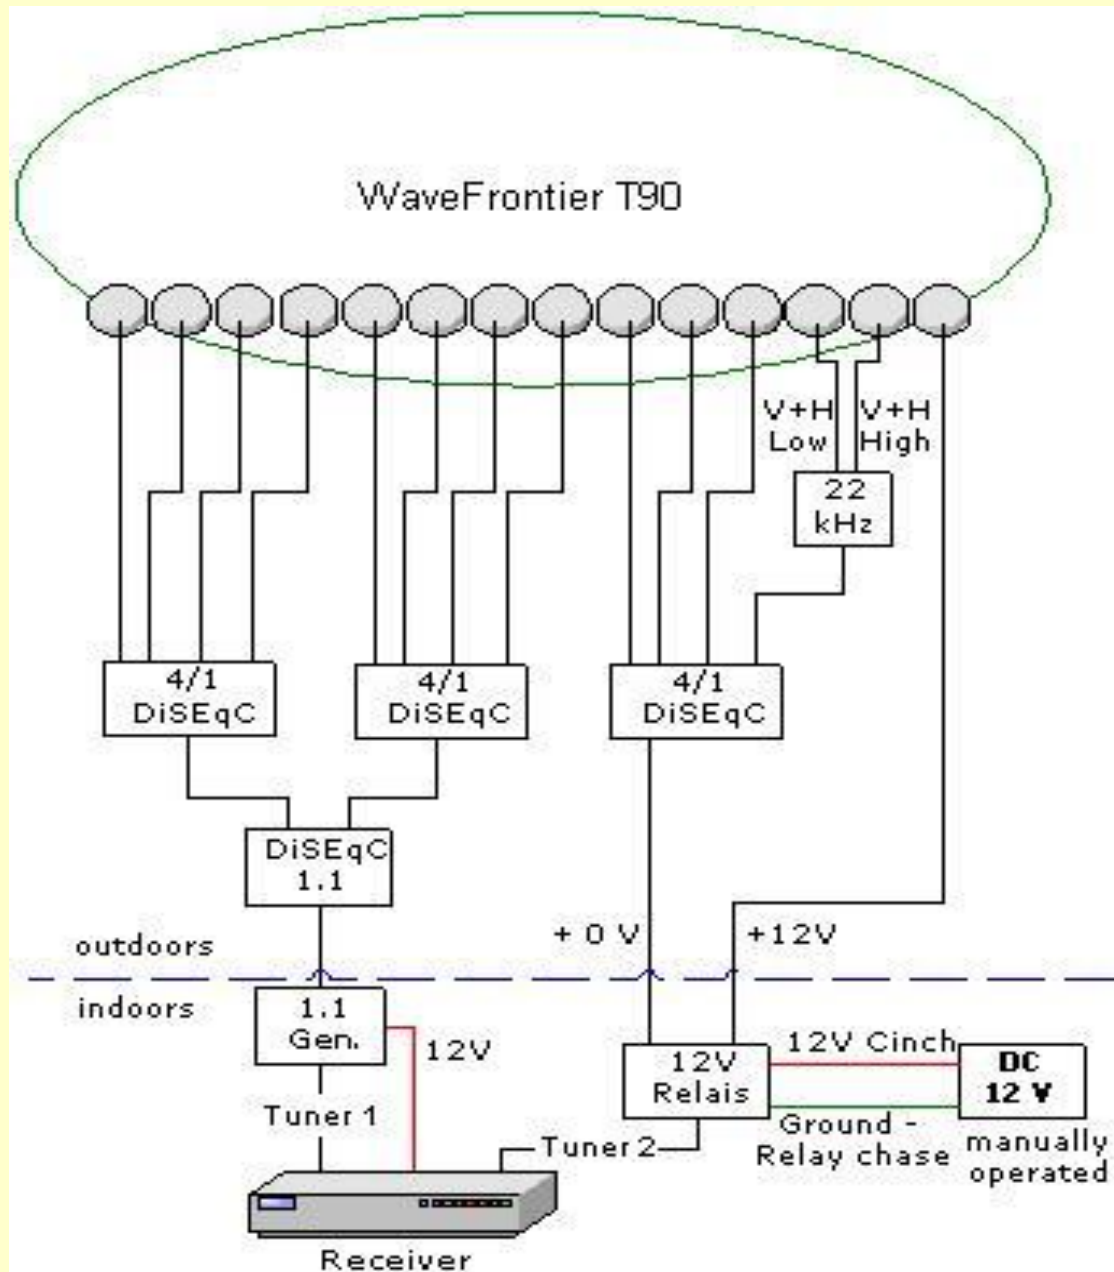 WaveFrontier T90
V+H
Low
V+H
High
22
kHz
4/1
DiSEqC
4/1
DiSEqC
4/1
DiSEqC
DiSEqC
1.1
+ 0 V
+12V
outdoors
indoors
1.1
Gen.
12V
12V
Relais
12V Cinch
DC
12 V
Ground -
Relay chase
manually
operated
Tuner 1
Tuner 2
Receiver